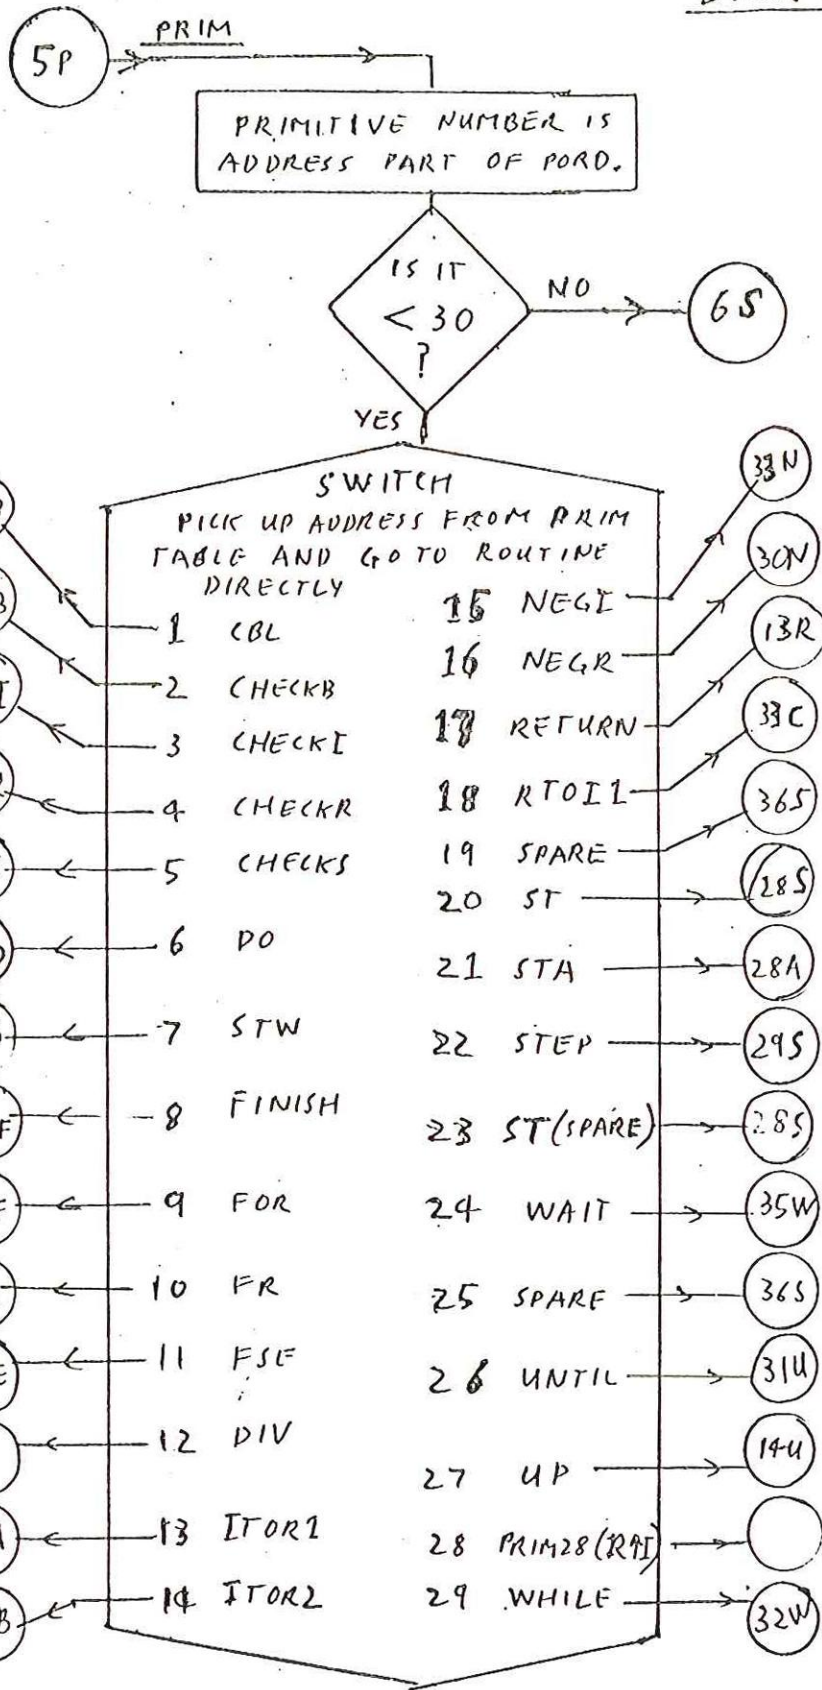 5P
PRIM
PRIMITIVE NUMBER IS
ADDRESS PART OF PORD.
IS IT
< 30
?
NO
6S
YES
SWITCH
PICK UP ADDRESS FROM PRIM
TABLE AND GO TO ROUTINE
DIRECTLY
1 CBL
2 CHECKB
3 CHECKI
4 CHECKR
5 CHECKS
6 DO
7 STW
8 FINISH
9 FOR
10 FR
11 FSE
12 DIV
13 ITOR1
14 ITOR2
15 NEGI
33N
16 NEGR
30N
17 RETURN
13R
18 RTOI1
33C
19 SPARE
36S
20 ST
28S
21 STA
28A
22 STEP
29S
23 ST(SPARE)
28S
24 WAIT
35W
25 SPARE
36S
26 UNTIL
31U
27 UP
14U
28 PRIM28
29 WHILE
32W